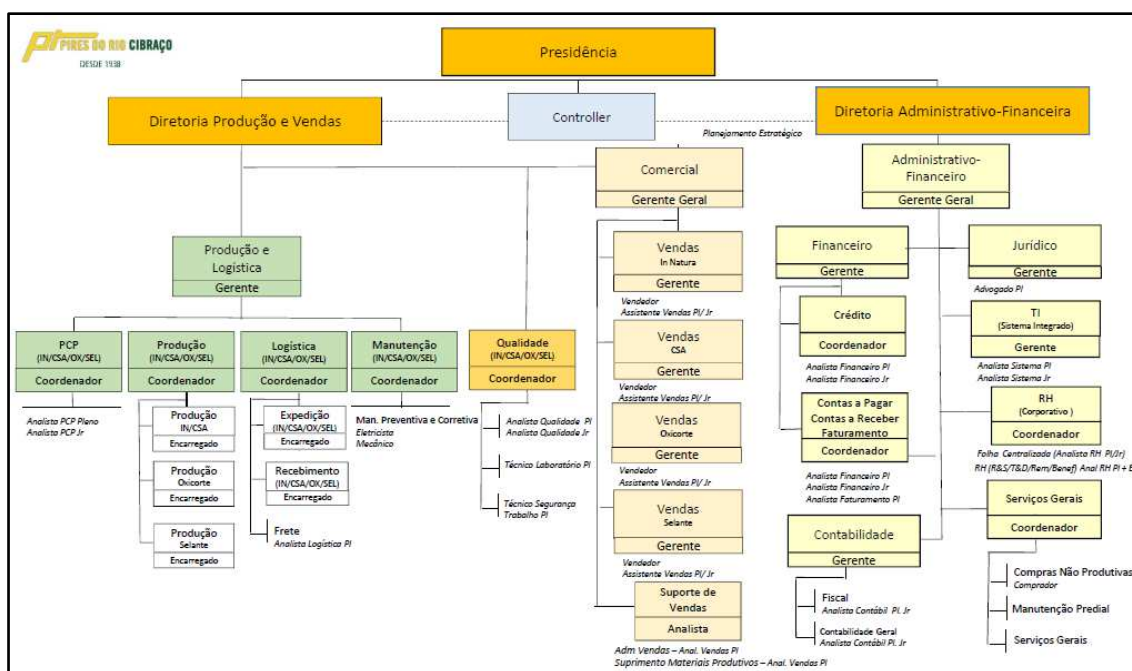 PIRES DO RIO CIBRAÇO
DESDE 1938
Presidência
Diretoria Produção e Vendas
Controller
Diretoria Administrativo-Financeira
Planejamento Estratégico
Comercial
Gerente Geral
Administrativo-
Financeiro
Gerente Geral
Produção e
Logística
Gerente
PCP
(IN/CSA/OX/SEL)
Coordenador
Analista PCP Pleno
Analista PCP Jr
Produção
(IN/CSA/OX/SEL)
Coordenador
Produção
IN/CSA
Encarregado
Produção
Oxicorte
Encarregado
Produção
Selante
Encarregado
Logística
(IN/CSA/OX/SEL)
Coordenador
Expedição
(IN/CSA/OX/SEL)
Encarregado
Recebimento
(IN/CSA/OX/SEL)
Encarregado
Frete
Analista Logística Pl
Manutenção
(IN/CSA/OX/SEL)
Coordenador
Man. Preventiva e Corretiva
Eletricista
Mecânico
Qualidade
(IN/CSA/OX/SEL)
Coordenador
Analista Qualidade Pl
Analista Qualidade Jr
Técnico Laboratório Pl
Técnico Segurança
Trabalho Pl
Vendas
In Natura
Gerente
Vendedor
Assistente Vendas Pl/ Jr
Vendas
CSA
Gerente
Vendedor
Assistente Vendas Pl/ Jr
Vendas
Oxicorte
Gerente
Vendedor
Assistente Vendas Pl/ Jr
Vendas
Selante
Gerente
Vendedor
Assistente Vendas Pl/ Jr
Suporte de
Vendas
Analista
Adm Vendas – Anal. Vendas Pl
Suprimento Materiais Produtivos – Anal. Vendas Pl
Financeiro
Gerente
Crédito
Coordenador
Analista Financeiro Pl
Analista Financeiro Jr
Contas a Pagar
Contas a Receber
Faturamento
Coordenador
Analista Financeiro Pl
Analista Financeiro Jr
Analista Faturamento Pl
Contabilidade
Gerente
Fiscal
Analista Contábil Pl. Jr
Contabilidade Geral
Analista Contábil Pl. Jr
Jurídico
Gerente
Advogado Pl
TI
(Sistema Integrado)
Gerente
Analista Sistema Pl
Analista Sistema Jr
RH
(Corporativo )
Coordenador
Folha Centralizada (Analista RH Pl/Jr)
RH (R&S/T&D/Rem/Benef) Anal RH Pl + E
Serviços Gerais
Coordenador
Compras Não Produtivas
Comprador
Manutenção Predial
Serviços Gerais